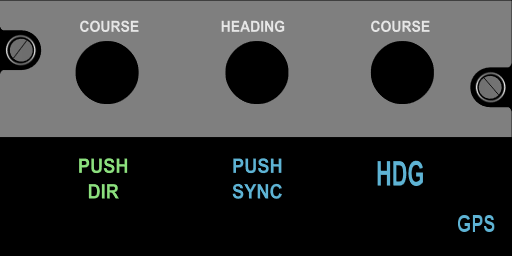 COURSE HEADING COURSE
PUSH DIR
PUSH SYNC
HDG
GPS